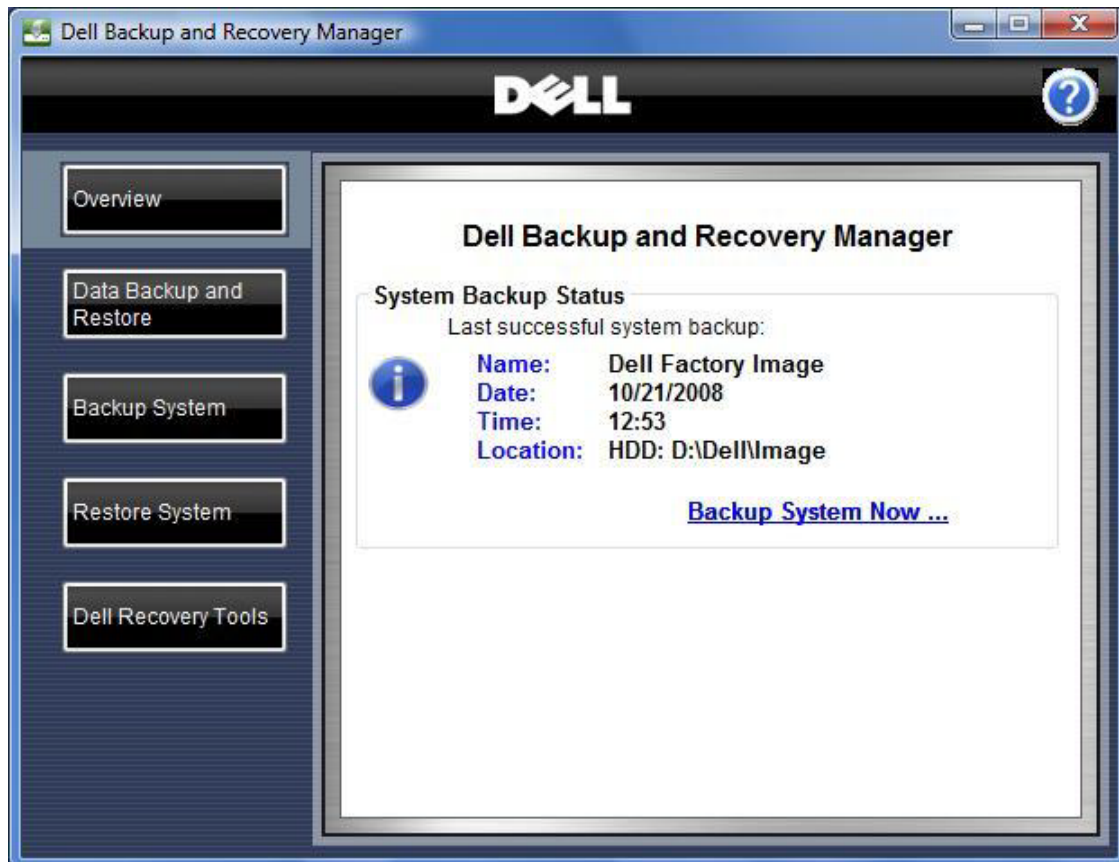 Dell Backup and Recovery Manager
DELL
?
Overview
Data Backup and
Restore
Backup System
Restore System
Dell Recovery Tools
Dell Backup and Recovery Manager
System Backup Status
Last successful system backup:
i
Name: Dell Factory Image
Date: 10/21/2008
Time: 12:53
Location: HDD: D:\Dell\Image
Backup System Now ...